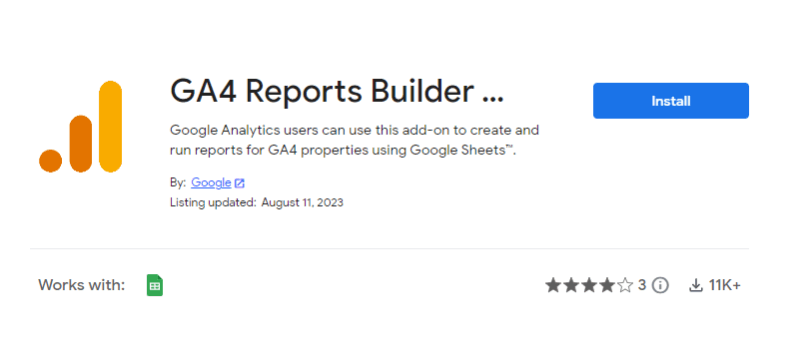 GA4 Reports Builder ...
Install
Google Analytics users can use this add-on to create and
run reports for GA4 properties using Google Sheets™.
By: Google
Listing updated: August 11, 2023
Works with:
3
11K+